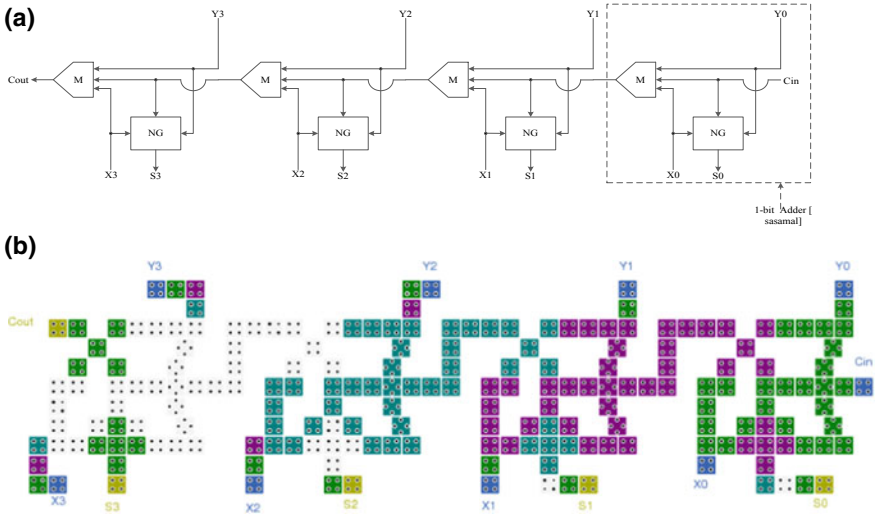 (a)
Y3 Y2 Y1 Y0
Cout M M M M Cin
NG NG NG NG
X3 S3 X2 S2 X1 S1 X0 S0
1-bit Adder [
sasamal]
(b)
Y3 Y2 Y1 Y0
Cout
Cin
X3 S3 X2 S2 X1 S1 X0 S0